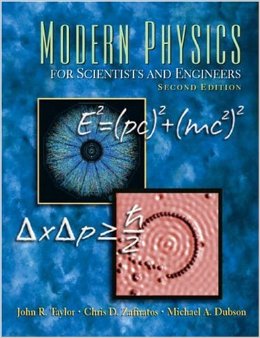 MODERN PHYSICS
FOR SCIENTISTS AND ENGINEERS
SECOND EDITION
E²=(pc)²+(mc²)²
ΔxΔp≥ħ/2
John R. Taylor • Chris D. Zafiratos • Michael A. Dubson